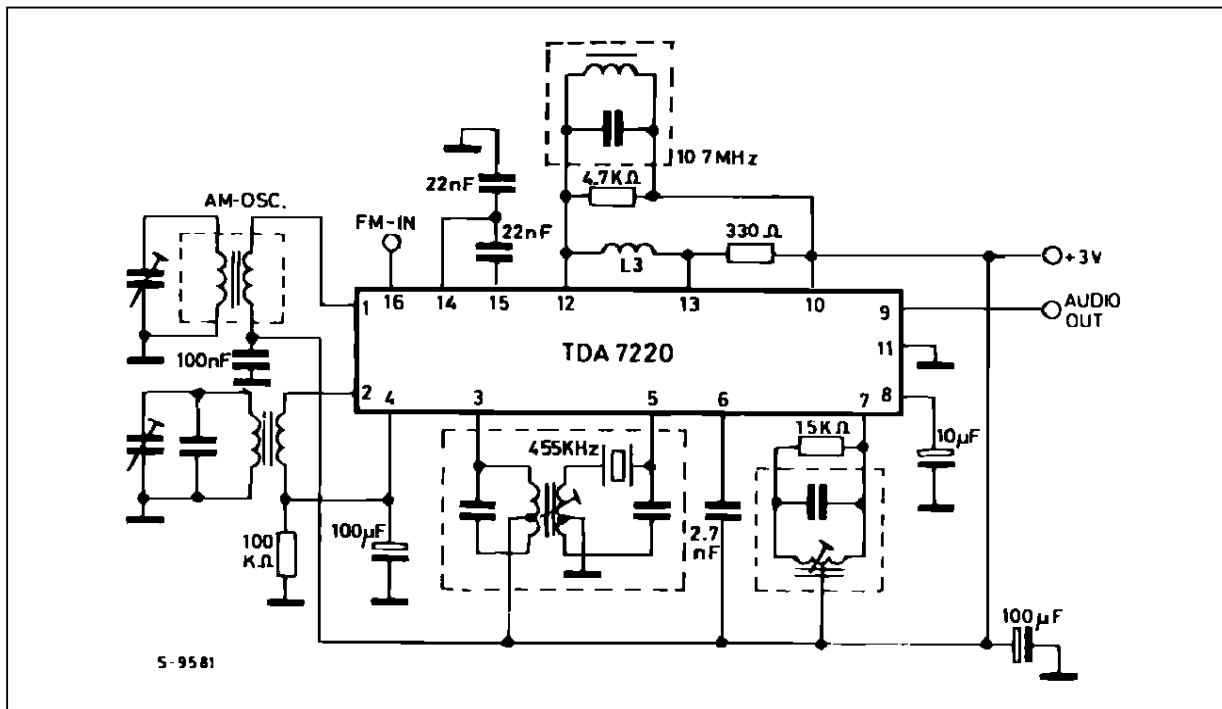 10.7MHz
4.7KΩ
22nF
AM-OSC.
FM-IN
22nF
330Ω
L3
+3V
16
14
15
12
13
10
1
9
AUDIO
OUT
TDA 7220
11
100nF
2
4
3
5
6
7
8
15KΩ
455KHz
10µF
100
KΩ
100µF
2.7
nF
100µF
S-9581